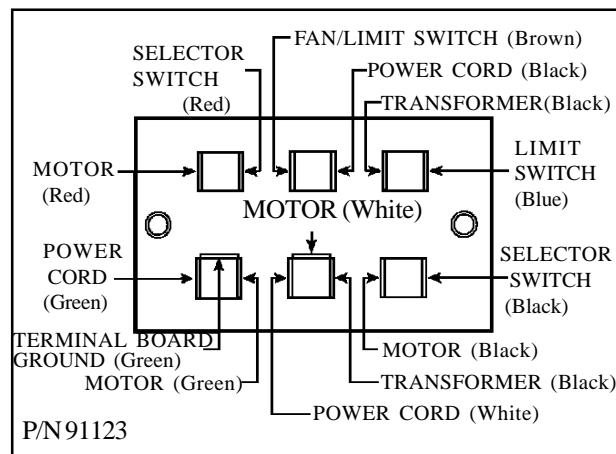 FAN/LIMIT SWITCH (Brown)
SELECTOR
SWITCH
(Red)
POWER CORD (Black)
TRANSFORMER(Black)
MOTOR
(Red)
LIMIT
SWITCH
(Blue)
MOTOR (White)
POWER
CORD
(Green)
SELECTOR
SWITCH
(Black)
TERMINAL BOARD
GROUND (Green)
MOTOR (Black)
MOTOR (Green)
TRANSFORMER (Black)
POWER CORD (White)
P/N 91123